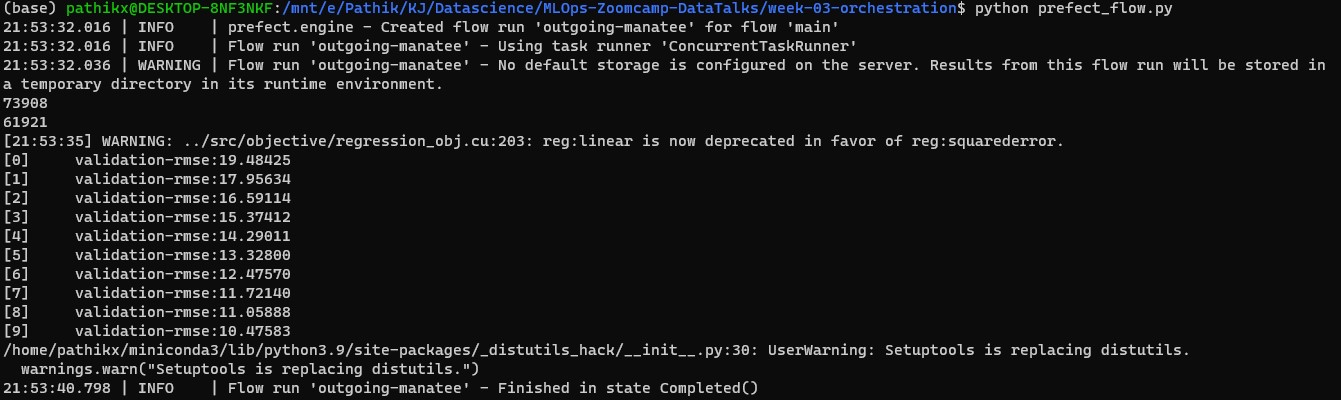 (base) pathikx@DESKTOP-8NF3NKF:/mnt/e/Pathik/KJ/Datascience/MLOps-Zoomcamp-DataTalks/week-03-orchestration$ python prefect_flow.py
21:53:32.016 | INFO    | prefect.engine - Created flow run 'outgoing-manatee' for flow 'main'
21:53:32.016 | INFO    | Flow run 'outgoing-manatee' - Using task runner 'ConcurrentTaskRunner'
21:53:32.036 | WARNING | Flow run 'outgoing-manatee' - No default storage is configured on the server. Results from this flow run will be stored in
a temporary directory in its runtime environment.
73908
61921
[21:53:35] WARNING: ../src/objective/regression_obj.cu:203: reg:linear is now deprecated in favor of reg:squarederror.
[0]     validation-rmse:19.48425
[1]     validation-rmse:17.95634
[2]     validation-rmse:16.59114
[3]     validation-rmse:15.37412
[4]     validation-rmse:14.29011
[5]     validation-rmse:13.32800
[6]     validation-rmse:12.47570
[7]     validation-rmse:11.72140
[8]     validation-rmse:11.05888
[9]     validation-rmse:10.47583
/home/pathikx/miniconda3/lib/python3.9/site-packages/_distutils_hack/__init__.py:30: UserWarning: Setuptools is replacing distutils.
  warnings.warn("Setuptools is replacing distutils.")
21:53:40.798 | INFO    | Flow run 'outgoing-manatee' - Finished in state Completed()